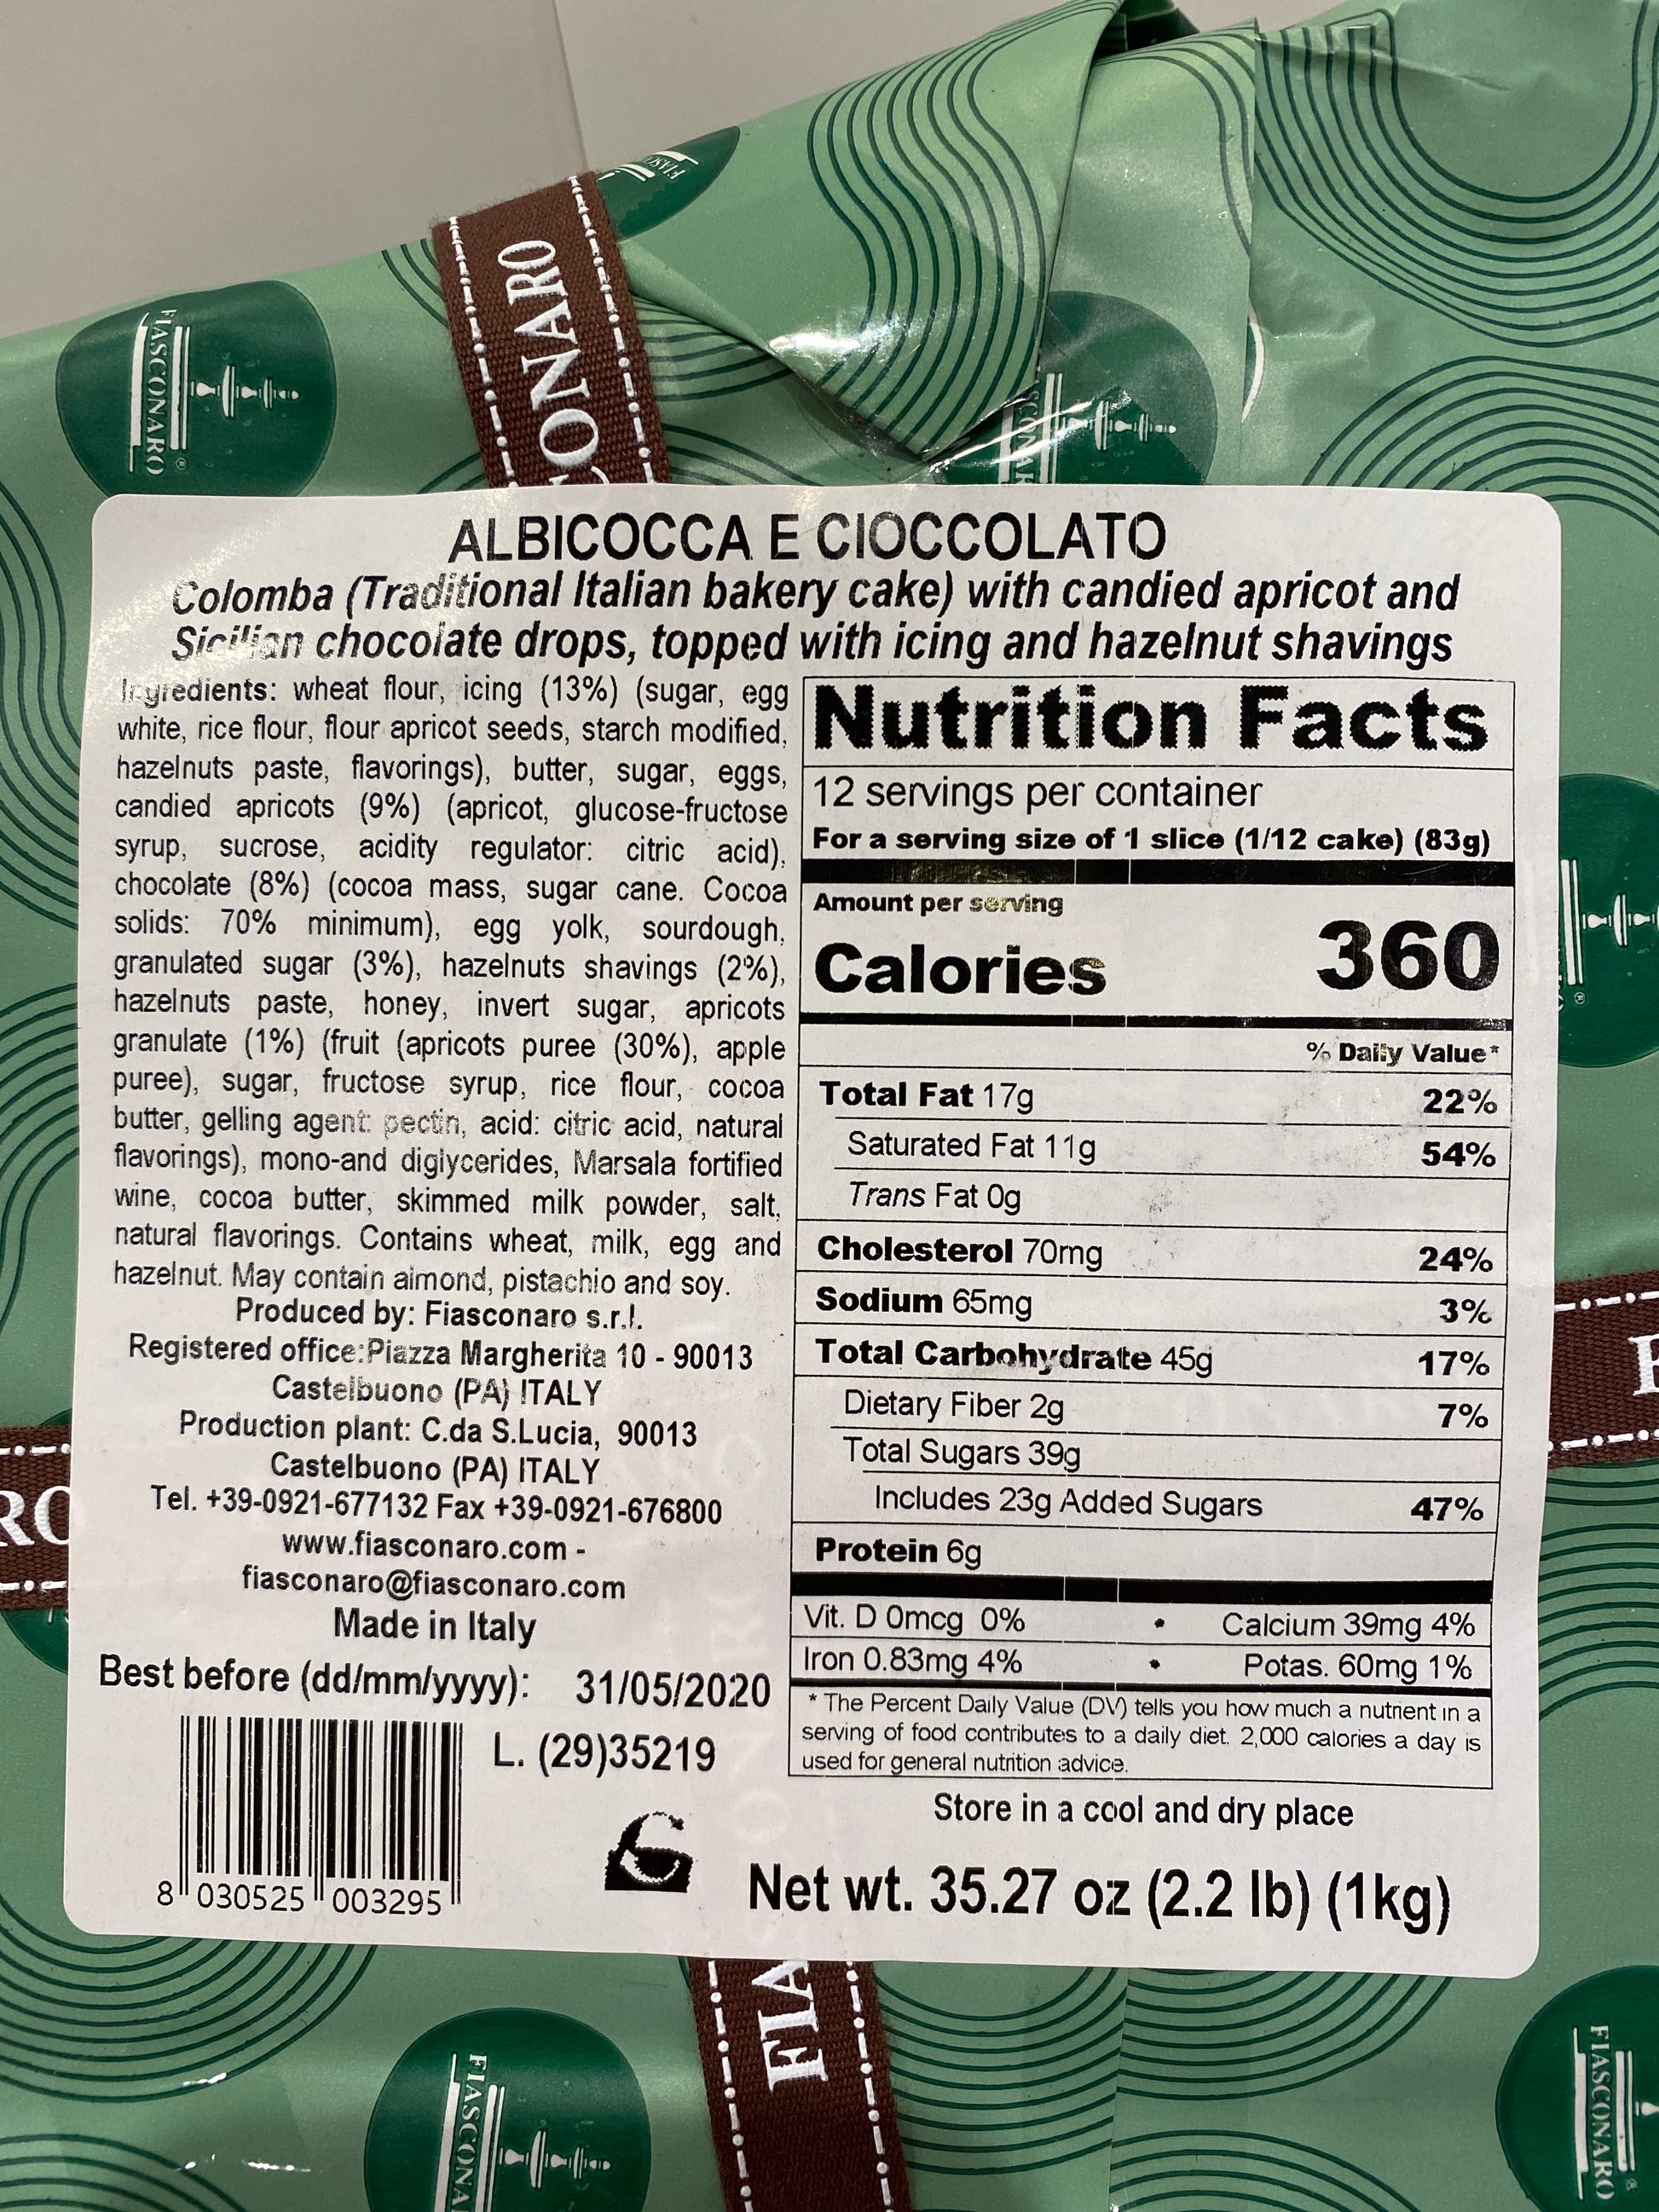 FIASCONARO
CONARO
FIASCONARO
ALBICOCCA E CIOCCOLATO
Colomba (Traditional Italian bakery cake) with candied apricot and
Sicilian chocolate drops, topped with icing and hazelnut shavings
Ingredients: wheat flour, icing (13%) (sugar, egg
white, rice flour, flour apricot seeds, starch modified,
hazelnuts paste, flavorings), butter, sugar, eggs,
candied apricots (9%) (apricot, glucose-fructose
syrup, sucrose, acidity regulator: citric acid),
chocolate (8%) (cocoa mass, sugar cane. Cocoa
solids: 70% minimum), egg yolk, sourdough,
granulated sugar (3%), hazelnuts shavings (2%),
hazelnuts paste, honey, invert sugar, apricots
granulate (1%) (fruit (apricots puree (30%), apple
puree), sugar, fructose syrup, rice flour, cocoa
butter, gelling agent: pectin, acid: citric acid, natural
flavorings), mono-and diglycerides, Marsala fortified
wine, cocoa butter, skimmed milk powder, salt,
natural flavorings. Contains wheat, milk, egg and
hazelnut. May contain almond, pistachio and soy.
Produced by: Fiasconaro s.r.l.
Registered office:Piazza Margherita 10 - 90013
Castelbuono (PA) ITALY
Production plant: C.da S.Lucia, 90013
Castelbuono (PA) ITALY
Tel. +39-0921-677132 Fax +39-0921-676800
www.fiasconaro.com -
fiasconaro@fiasconaro.com
Made in Italy
Best before (dd/mm/yyyy): 31/05/2020
L. (29)35219
8 030525 003295
Nutrition Facts
12 servings per container
For a serving size of 1 slice (1/12 cake) (83g)
Amount per serving
Calories 360
% Daily Value*
Total Fat 17g 22%
Saturated Fat 11g 54%
Trans Fat 0g
Cholesterol 70mg 24%
Sodium 65mg 3%
Total Carbohydrate 45g 17%
Dietary Fiber 2g 7%
Total Sugars 39g
Includes 23g Added Sugars 47%
Protein 6g
Vit. D 0mcg 0% • Calcium 39mg 4%
Iron 0.83mg 4% • Potas. 60mg 1%
* The Percent Daily Value (DV) tells you how much a nutrient in a
serving of food contributes to a daily diet. 2,000 calories a day is
used for general nutrition advice.
Store in a cool and dry place
Net wt. 35.27 oz (2.2 lb) (1kg)
RO
FIA
FIASCONA
FIASCONARO